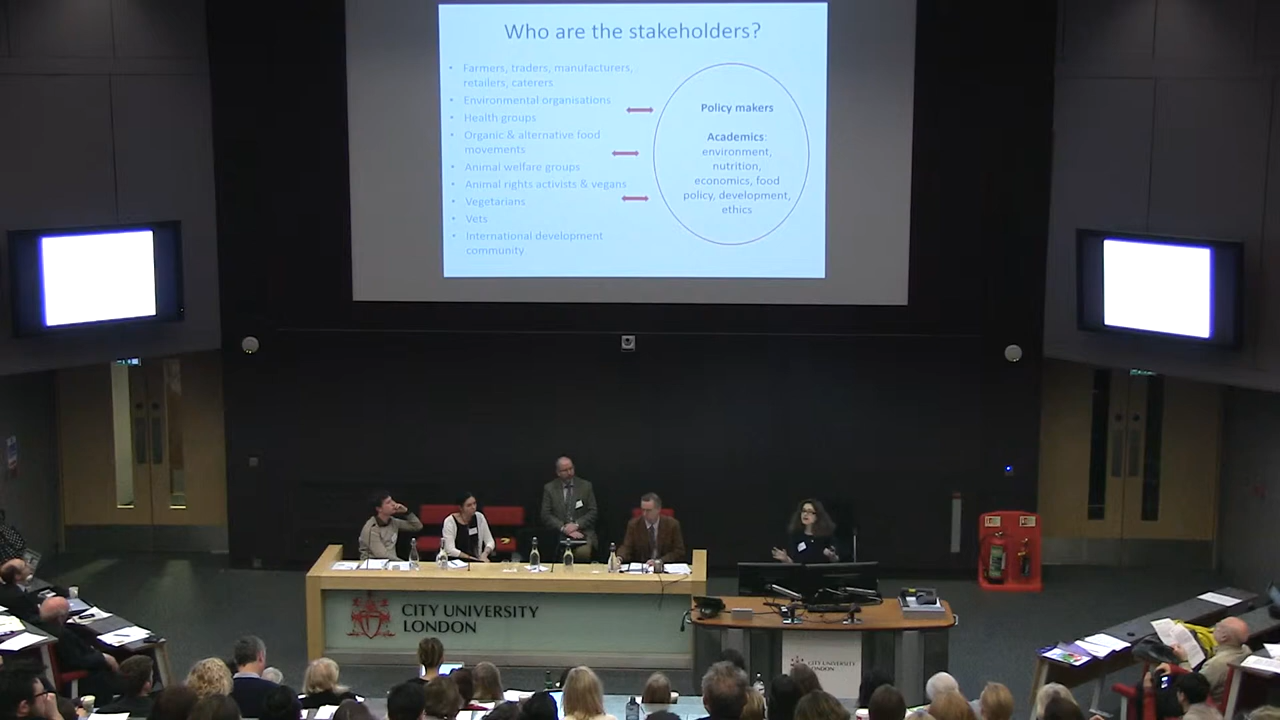 Who are the stakeholders?
• Farmers, traders, manufacturers,
retailers, caterers
• Environmental organisations
• Health groups
• Organic & alternative food
movements
• Animal welfare groups
• Animal rights activists & vegans
• Vegetarians
• Vets
• International development
community
Policy makers
Academics:
environment,
nutrition,
economics, food
policy, development,
ethics
CITY UNIVERSITY
LONDON
CITY UNIVERSITY
LONDON